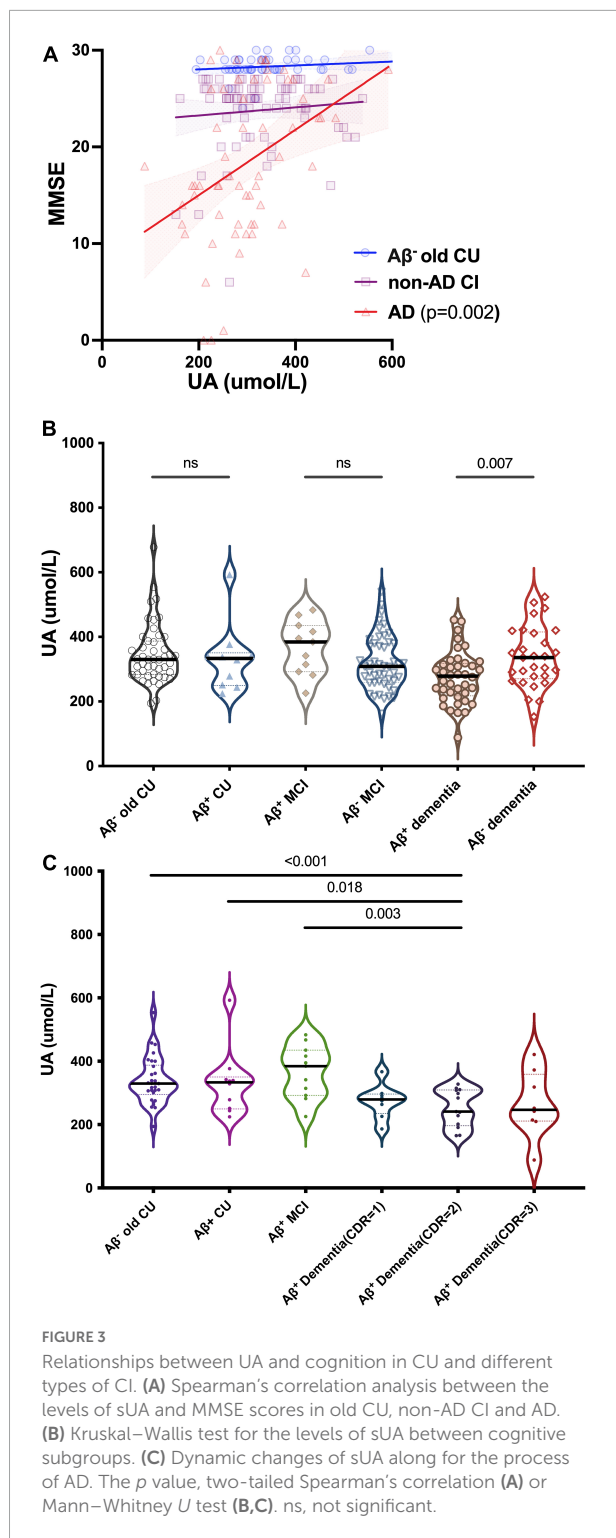 A
30
20
10
0
MMSE
0
200
400
600
UA (umol/L)
Aβ⁻ old CU
non-AD CI
AD (p=0.002)
B
1000
800
600
400
200
0
UA (umol/L)
ns
ns
0.007
Aβ⁻ old CU
Aβ⁺ CU
Aβ⁺ MCI
Aβ⁻ MCI
Aβ⁺ dementia
Aβ⁻ dementia
C
1000
800
600
400
200
0
UA (umol/L)
<0.001
0.018
0.003
Aβ⁻ old CU
Aβ+ CU
Aβ⁺ MCI
Aβ⁺ Dementia(CDR=1)
Aβ⁺ Dementia(CDR=2)
Aβ⁺ Dementia(CDR=3)
FIGURE 3
Relationships between UA and cognition in CU and different
types of CI. (A) Spearman's correlation analysis between the
levels of sUA and MMSE scores in old CU, non-AD CI and AD.
(B) Kruskal–Wallis test for the levels of sUA between cognitive
subgroups. (C) Dynamic changes of sUA along for the process
of AD. The p value, two-tailed Spearman's correlation (A) or
Mann–Whitney U test (B,C). ns, not significant.